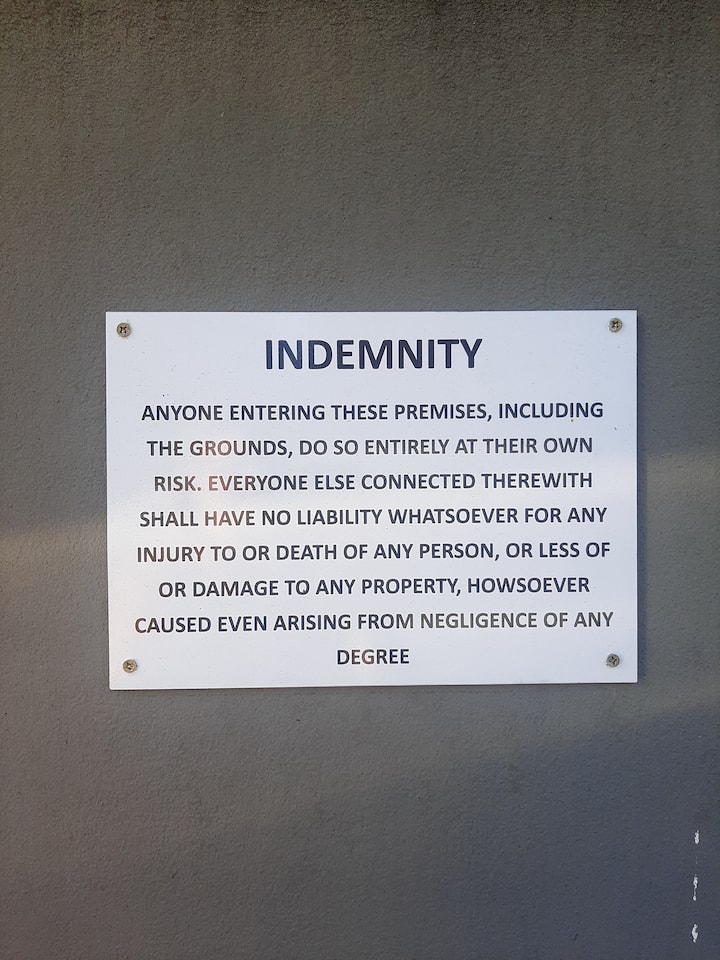 INDEMNITY
ANYONE ENTERING THESE PREMISES, INCLUDING
THE GROUNDS, DO SO ENTIRELY AT THEIR OWN
RISK. EVERYONE ELSE CONNECTED THEREWITH
SHALL HAVE NO LIABILITY WHATSOEVER FOR ANY
INJURY TO OR DEATH OF ANY PERSON, OR LESS OF
OR DAMAGE TO ANY PROPERTY, HOWSOEVER
CAUSED EVEN ARISING FROM NEGLIGENCE OF ANY
DEGREE